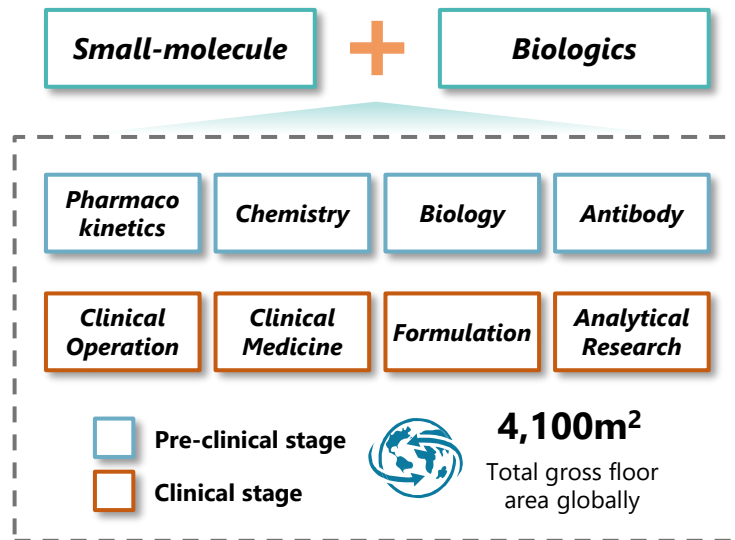 Small-molecule
Biologics
Pharmaco
kinetics
Chemistry
Biology
Antibody
Clinical
Operation
Clinical
Medicine
Formulation
Analytical
Research
Pre-clinical stage
Clinical stage
4,100m²
Total gross floor
area globally